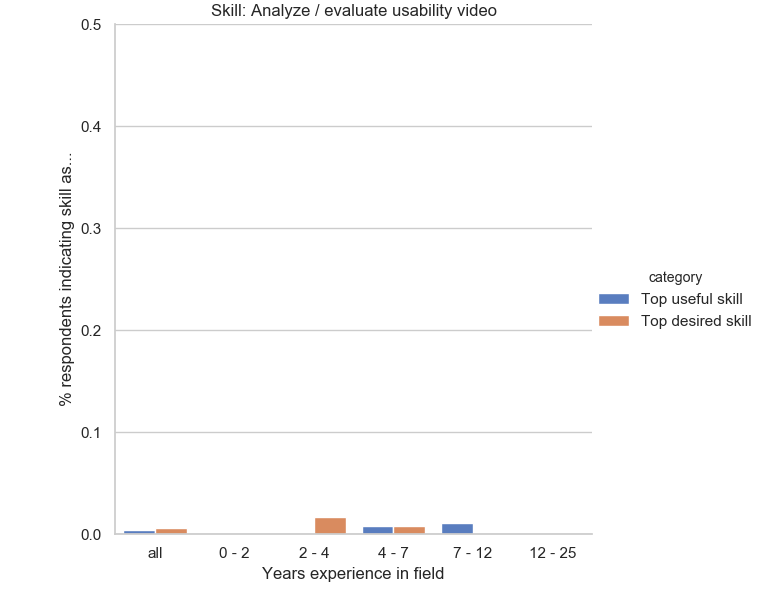 Skill: Analyze / evaluate usability video
0.5
0.4
0.3
0.2
0.1
0.0
% respondents indicating skill as...
all
0 - 2
2 - 4
4 - 7
7 - 12
12 - 25
Years experience in field
category
Top useful skill
Top desired skill